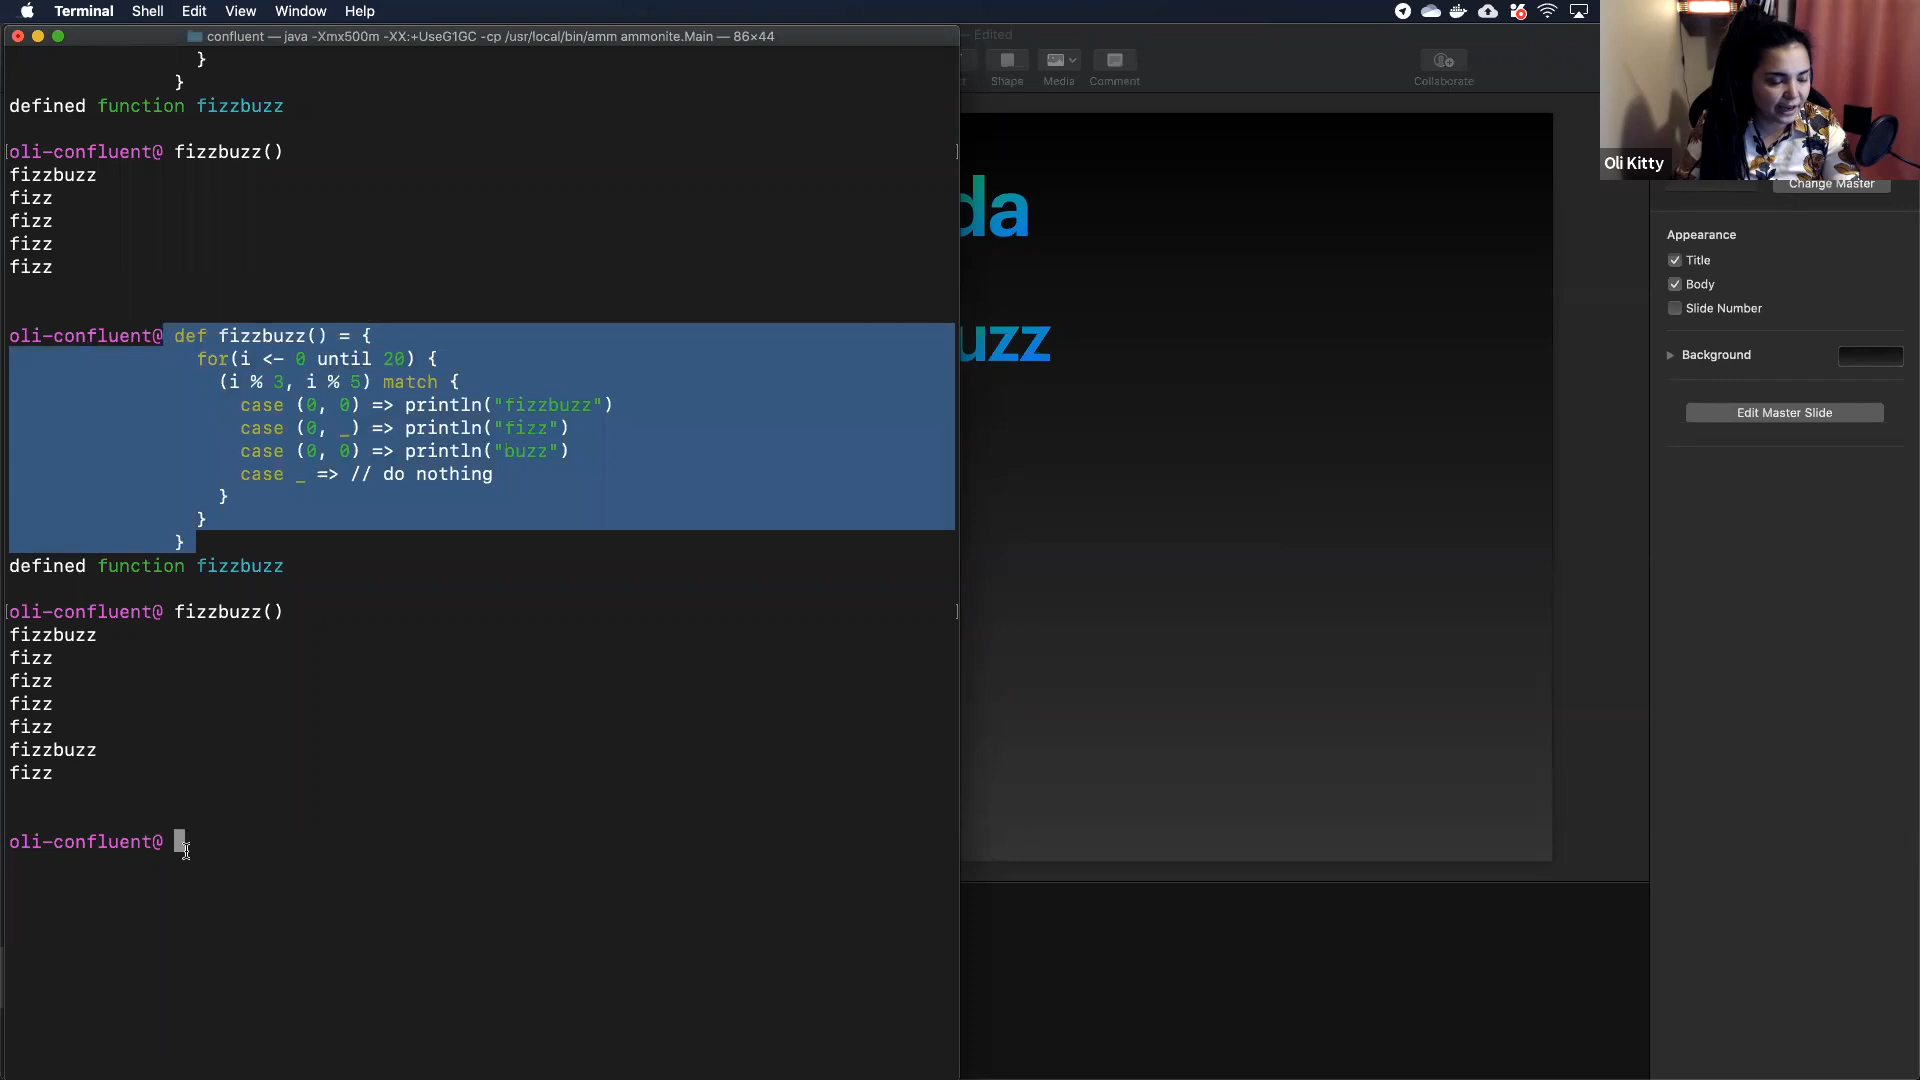 Terminal Shell Edit View Window Help
confluent — java -Xmx500m -XX:+UseG1GC -cp /usr/local/bin/amm ammonite.Main — 86×44
— Edited
Shape Media Comment Collaborate
Oli Kitty
Change Master
Appearance
Title
Body
Slide Number
Background
Edit Master Slide
da
uzz
}
}
defined function fizzbuzz
[oli-confluent@ fizzbuzz() ]
fizzbuzz
fizz
fizz
fizz
fizz
oli-confluent@ def fizzbuzz() = {
for(i <- 0 until 20) {
(i % 3, i % 5) match {
case (0, 0) => println("fizzbuzz")
case (0, _) => println("fizz")
case (0, 0) => println("buzz")
case _ => // do nothing
}
}
}
defined function fizzbuzz
[oli-confluent@ fizzbuzz() ]
fizzbuzz
fizz
fizz
fizz
fizz
fizzbuzz
fizz
oli-confluent@